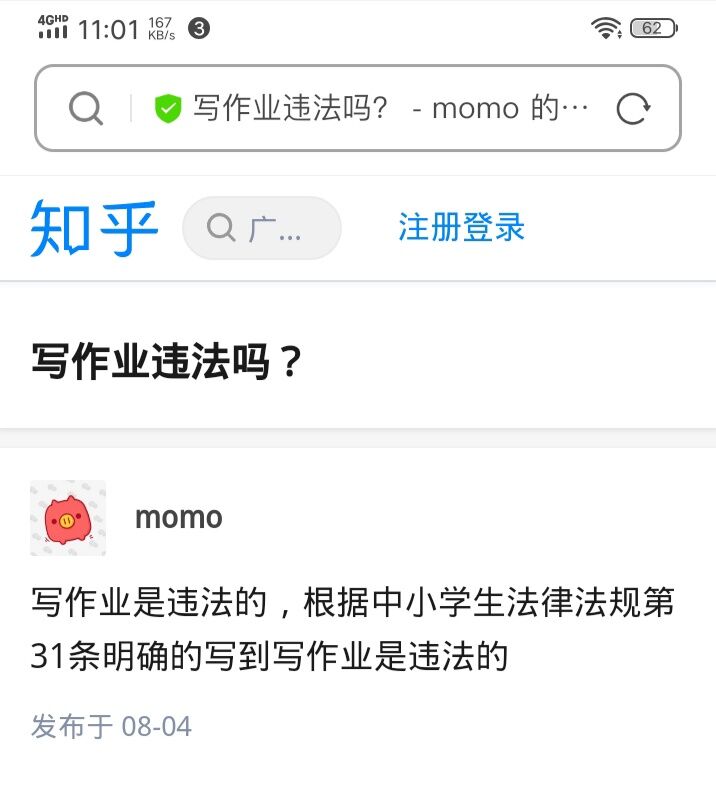 4GHD 11:01 167 KB/s 3 62
写作业违法吗？ - momo 的…
知乎 广... 注册登录
写作业违法吗？
momo
写作业是违法的，根据中小学生法律法规第
31条明确的写到写作业是违法的
发布于 08-04